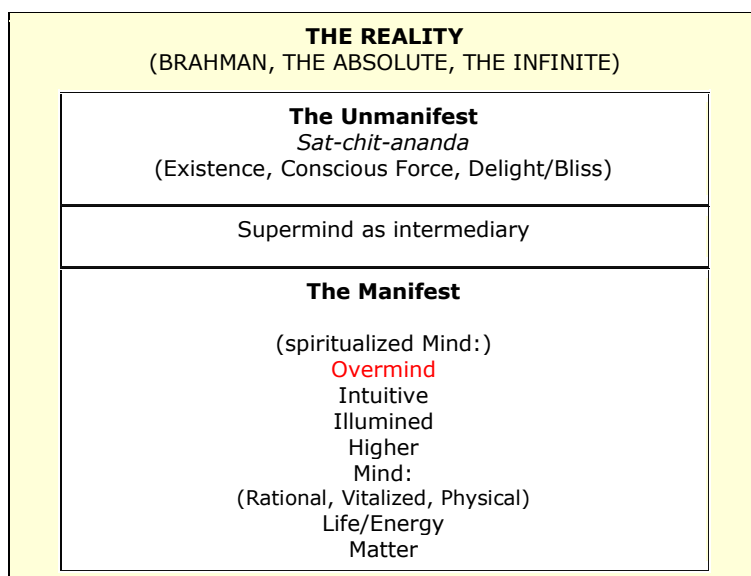 THE REALITY
(BRAHMAN, THE ABSOLUTE, THE INFINITE)
The Unmanifest
Sat-chit-ananda
(Existence, Conscious Force, Delight/Bliss)
Supermind as intermediary
The Manifest
(spiritualized Mind:)
Overmind
Intuitive
Illumined
Higher
Mind:
(Rational, Vitalized, Physical)
Life/Energy
Matter